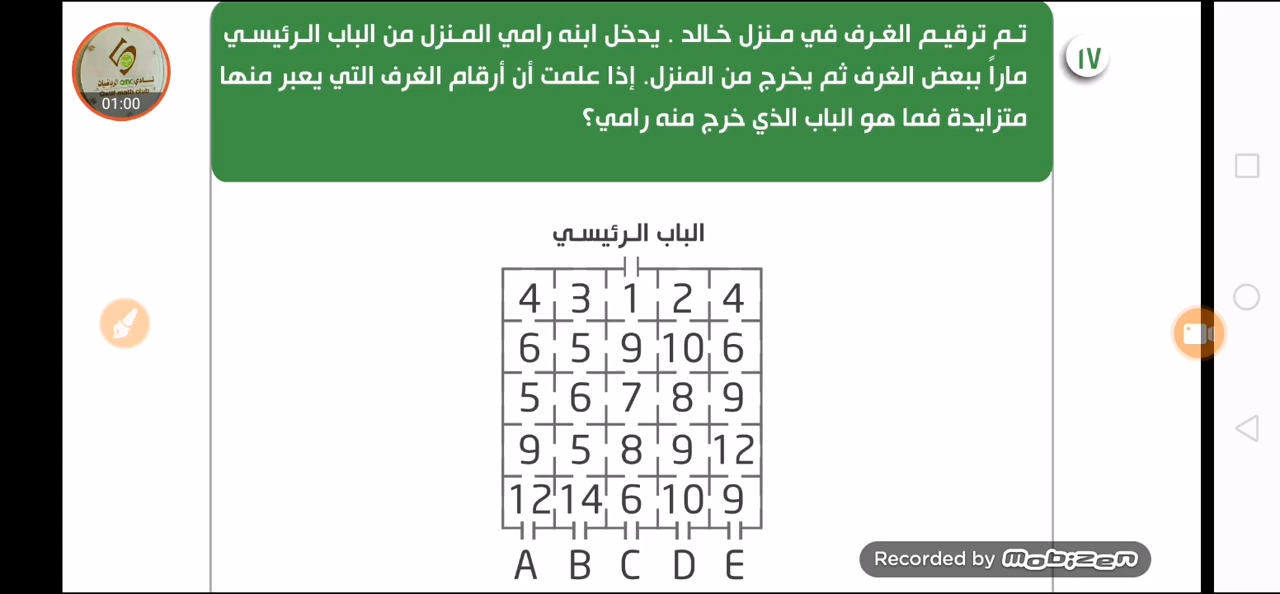 تم ترقيم الغرف في منزل خالد . يدخل ابنه رامي المنزل من الباب الرئيسي
ماراً ببعض الغرف ثم يخرج من المنزل. إذا علمت أن أرقام الغرف التي يعبر منها
متزايدة فما هو الباب الذي خرج منه رامي؟
١٧
01:00
الباب الرئيسي
4 3 1 2 4
6 5 9 10 6
5 6 7 8 9
9 5 8 9 12
12 14 6 10 9
A B C D E
Recorded by mobizen